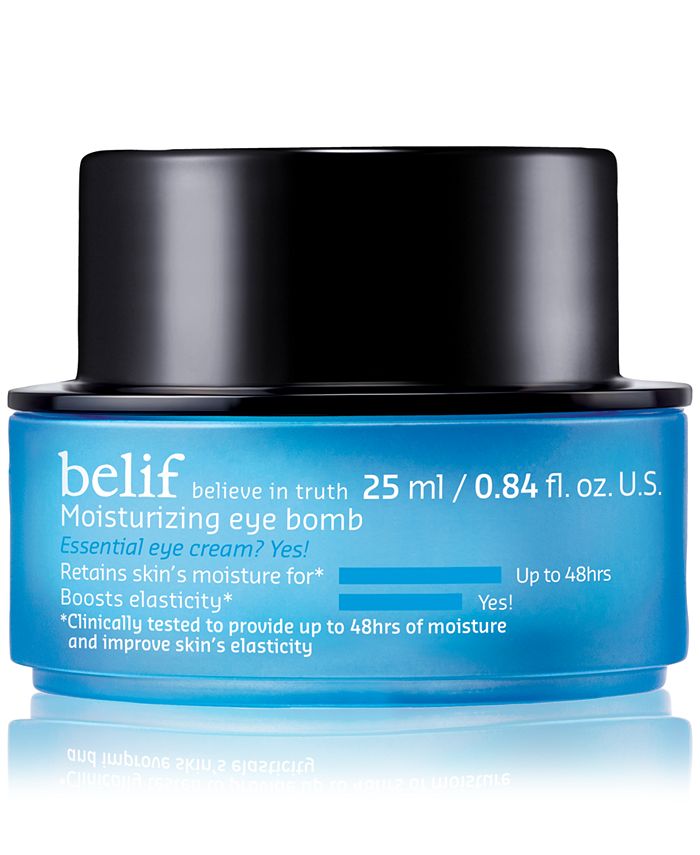 belif believe in truth 25 ml / 0.84 fl. oz. U.S.
Moisturizing eye bomb
Essential eye cream? Yes!
Retains skin's moisture for* Up to 48hrs
Boosts elasticity* Yes!
*Clinically tested to provide up to 48hrs of moisture
and improve skin's elasticity